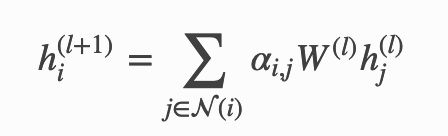 h_i^{(l+1)} = \sum_{j \in \mathcal{N}(i)} \alpha_{i,j} W^{(l)} h_j^{(l)}